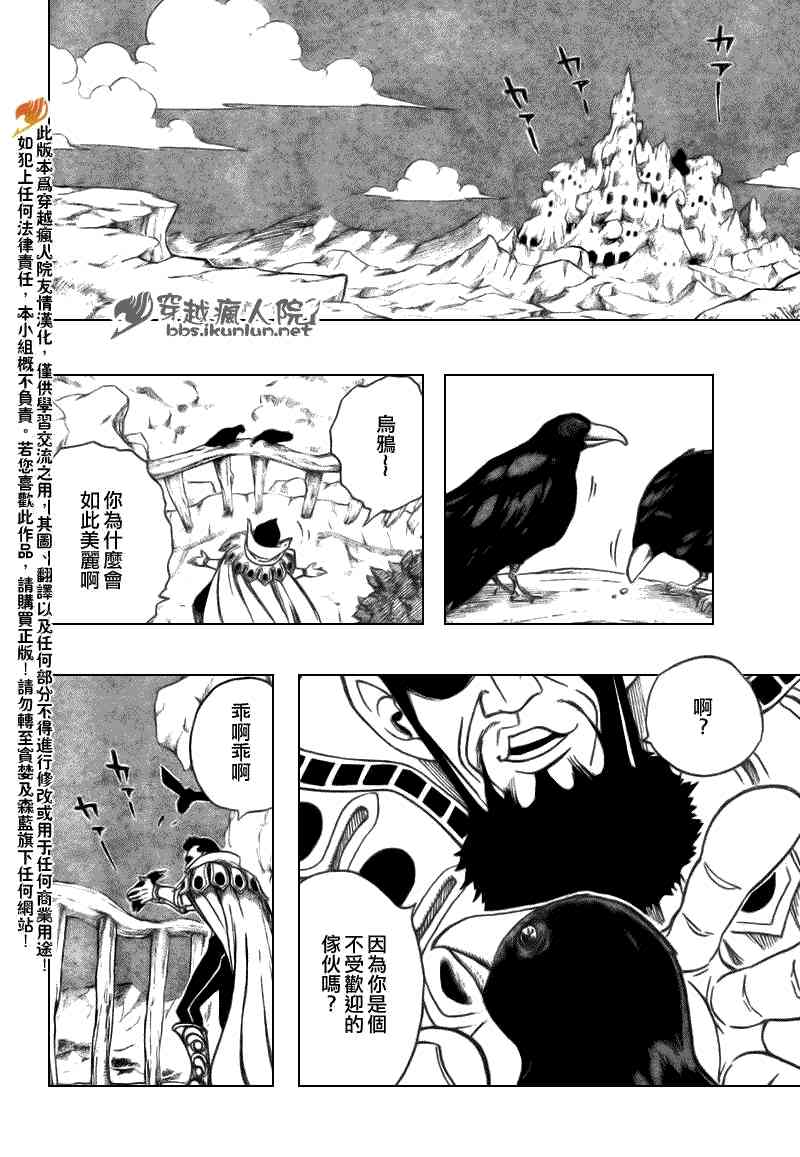 カァー
カァー
此版本爲穿越瘋人院友情漢化，僅供學習交流之用，其圖、翻譯以及任何部分不得進行修改或用于任何商業用途！
如犯上任何法律責任，本小組概不負責。若您喜歡此作品，請購買正版！請勿轉至貪婪及森藍旗下任何網站！
穿越瘋人院
bbs.ikunlun.net
烏鴉~
你為什麼會
如此美麗啊
啊？
因為你是個
不受歡迎的
傢伙嗎？
乖啊乖啊
カァー
カァー